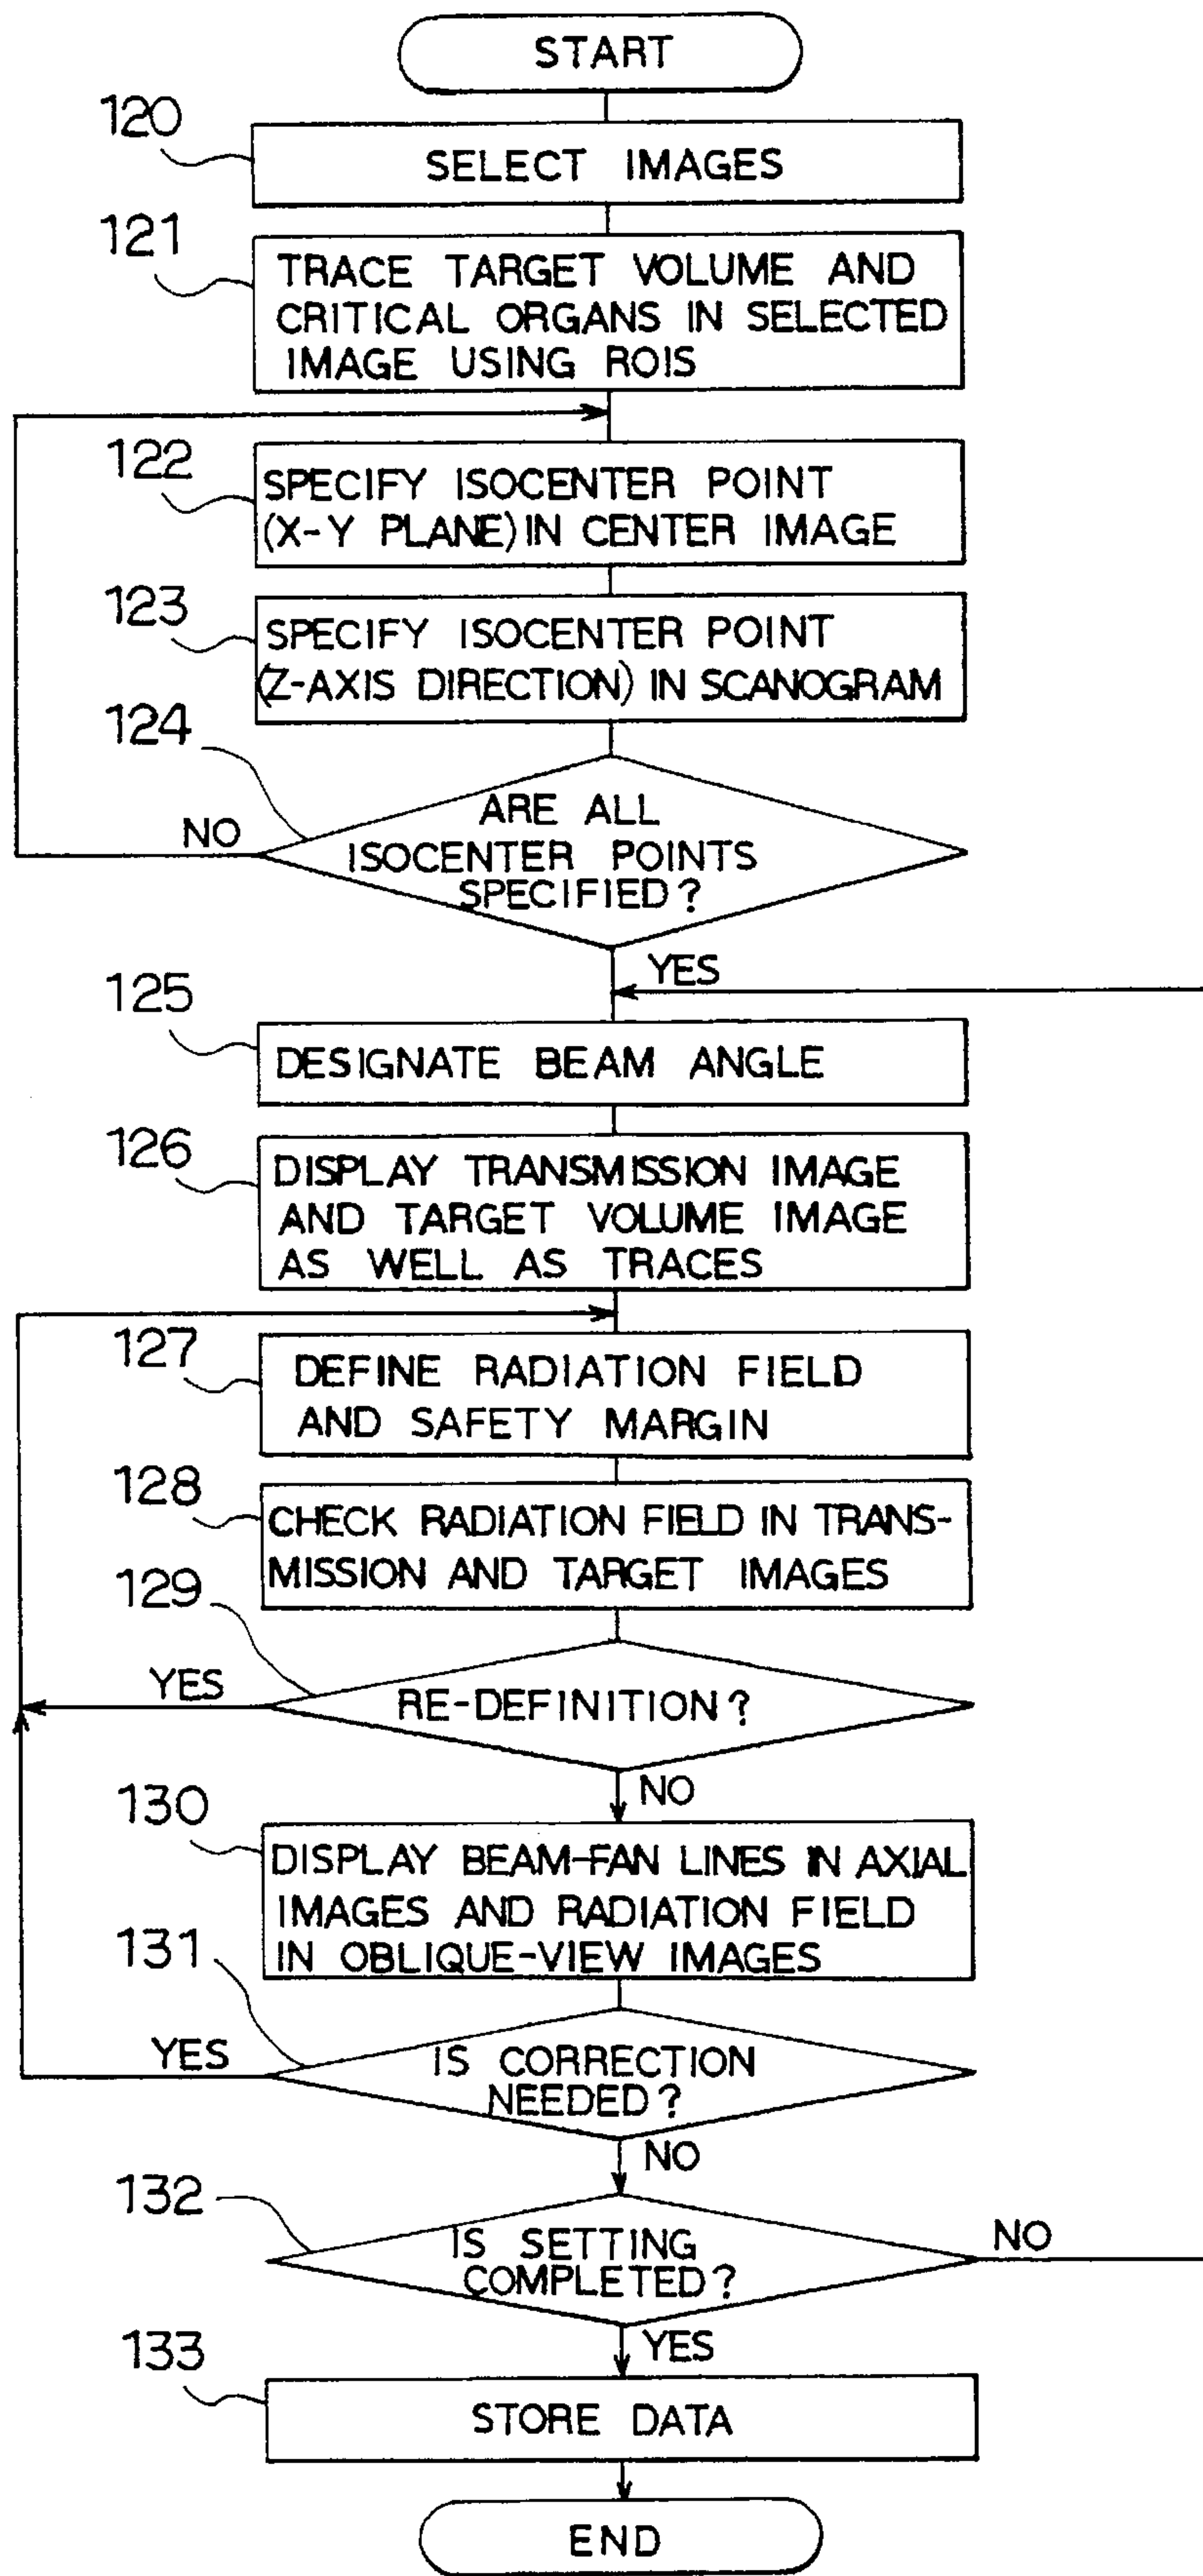 START
120
SELECT IMAGES
121
TRACE TARGET VOLUME AND
CRITICAL ORGANS IN SELECTED
IMAGE USING ROIS
122
SPECIFY ISOCENTER POINT
(X-Y PLANE) IN CENTER IMAGE
123
SPECIFY ISOCENTER POINT
(Z-AXIS DIRECTION) IN SCANOGRAM
124
ARE ALL
ISOCENTER POINTS
SPECIFIED?
NO
YES
125
DESIGNATE BEAM ANGLE
126
DISPLAY TRANSMISSION IMAGE
AND TARGET VOLUME IMAGE
AS WELL AS TRACES
127
DEFINE RADIATION FIELD
AND SAFETY MARGIN
128
CHECK RADIATION FIELD IN TRANS-
MISSION AND TARGET IMAGES
129
RE-DEFINITION?
YES
NO
130
DISPLAY BEAM-FAN LINES IN AXIAL
IMAGES AND RADIATION FIELD
IN OBLIQUE-VIEW IMAGES
131
IS CORRECTION
NEEDED?
YES
NO
132
IS SETTING
COMPLETED?
NO
YES
133
STORE DATA
END